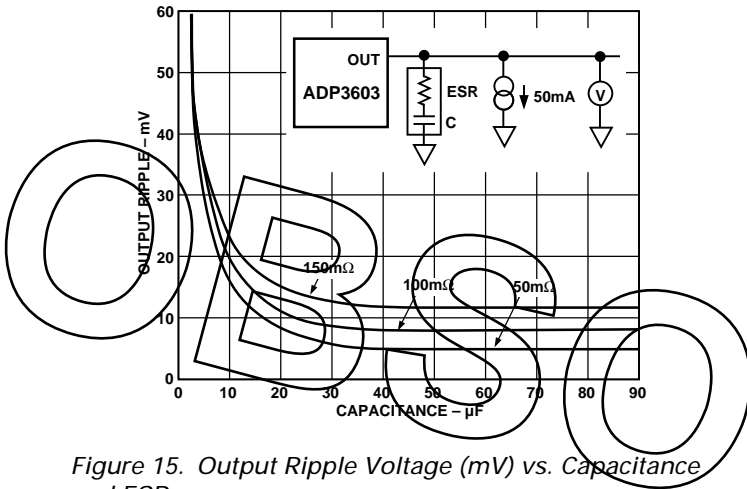 60
50
40
30
20
10
0
OUTPUT RIPPLE – mV
OUT
ADP3603
ESR
C
50mA
V
150mΩ
100mΩ
50mΩ
0 10 20 30 40 50 60 70 80 90
CAPACITANCE – µF
OBSO
Figure 15. Output Ripple Voltage (mV) vs. Capacitance